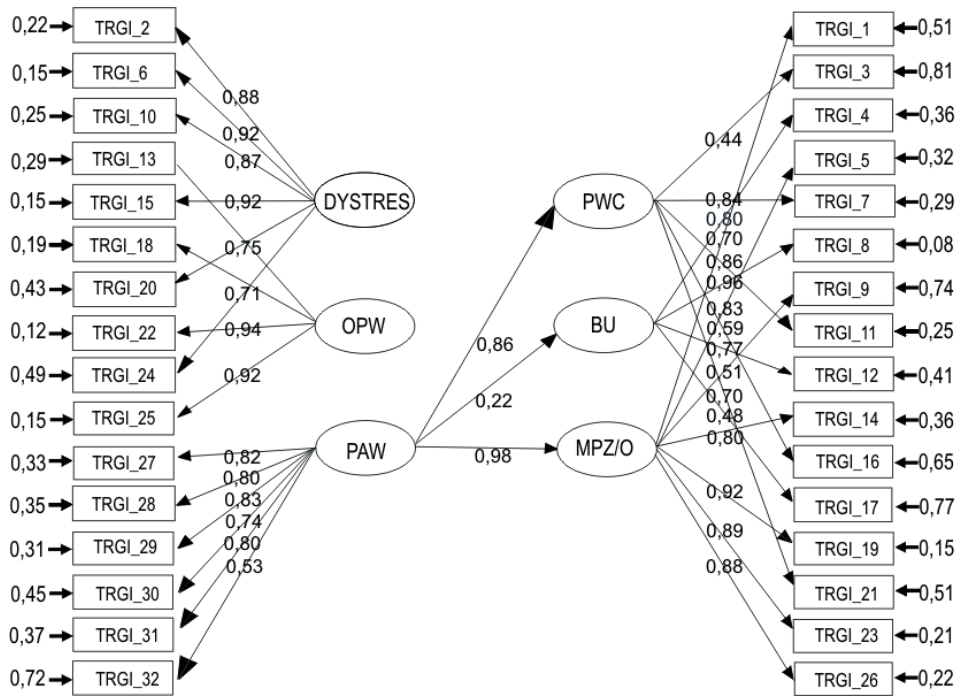 0,22 TRGI_2
0,15 TRGI_6
0,25 TRGI_10
0,29 TRGI_13
0,15 TRGI_15
0,19 TRGI_18
0,43 TRGI_20
0,12 TRGI_22
0,49 TRGI_24
0,15 TRGI_25
0,33 TRGI_27
0,35 TRGI_28
0,31 TRGI_29
0,45 TRGI_30
0,37 TRGI_31
0,72 TRGI_32
0,88
0,92
0,87
0,92
0,75
0,71
0,94
0,92
0,82
0,80
0,83
0,74
0,80
0,53
DYSTRES
OPW
PAW
0,86
0,22
0,98
PWC
BU
MPZ/O
0,44
0,84
0,80
0,70
0,86
0,96
0,83
0,59
0,77
0,51
0,70
0,48
0,80
0,92
0,89
0,88
TRGI_1 0,51
TRGI_3 0,81
TRGI_4 0,36
TRGI_5 0,32
TRGI_7 0,29
TRGI_8 0,08
TRGI_9 0,74
TRGI_11 0,25
TRGI_12 0,41
TRGI_14 0,36
TRGI_16 0,65
TRGI_17 0,77
TRGI_19 0,15
TRGI_21 0,51
TRGI_23 0,21
TRGI_26 0,22